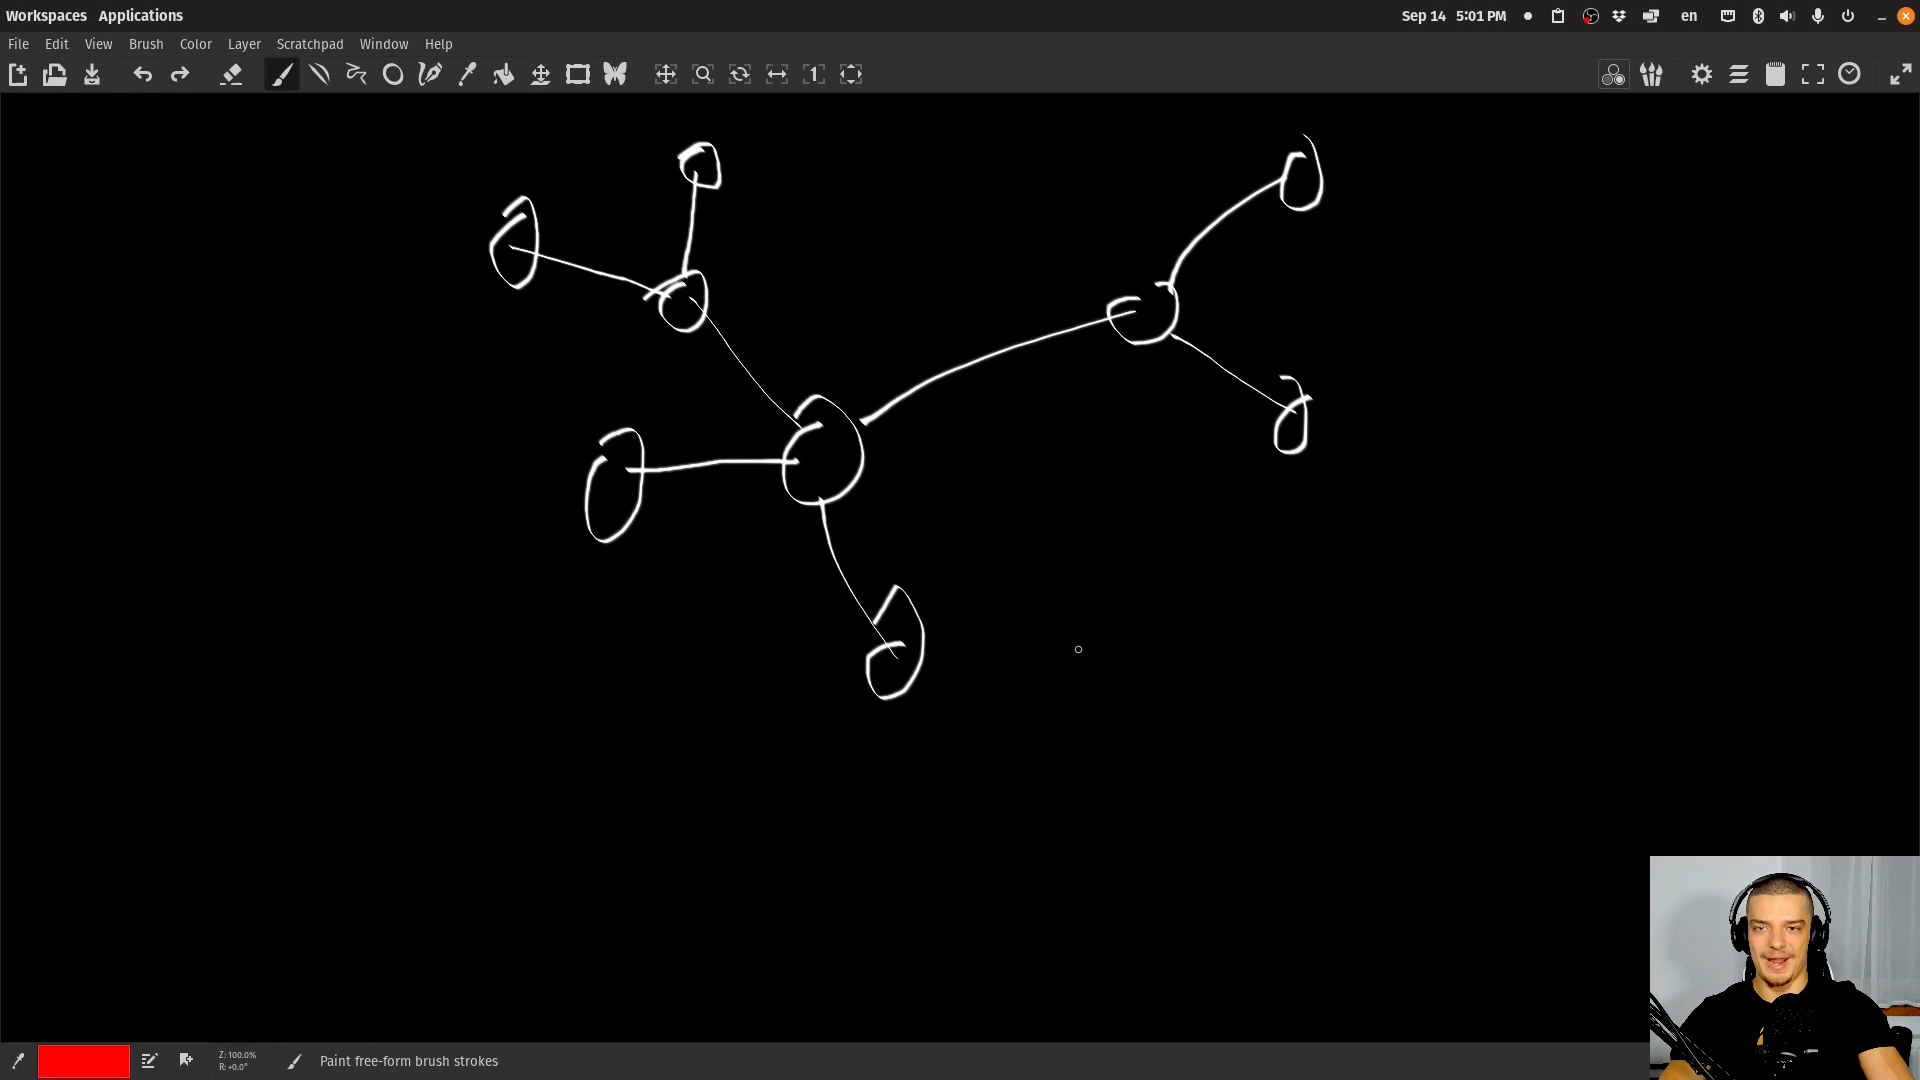 Workspaces Applications Sep 14 5:01 PM en
File Edit View Brush Color Layer Scratchpad Window Help
1
Z: 100.0%
R: +0.0°
Paint free-form brush strokes